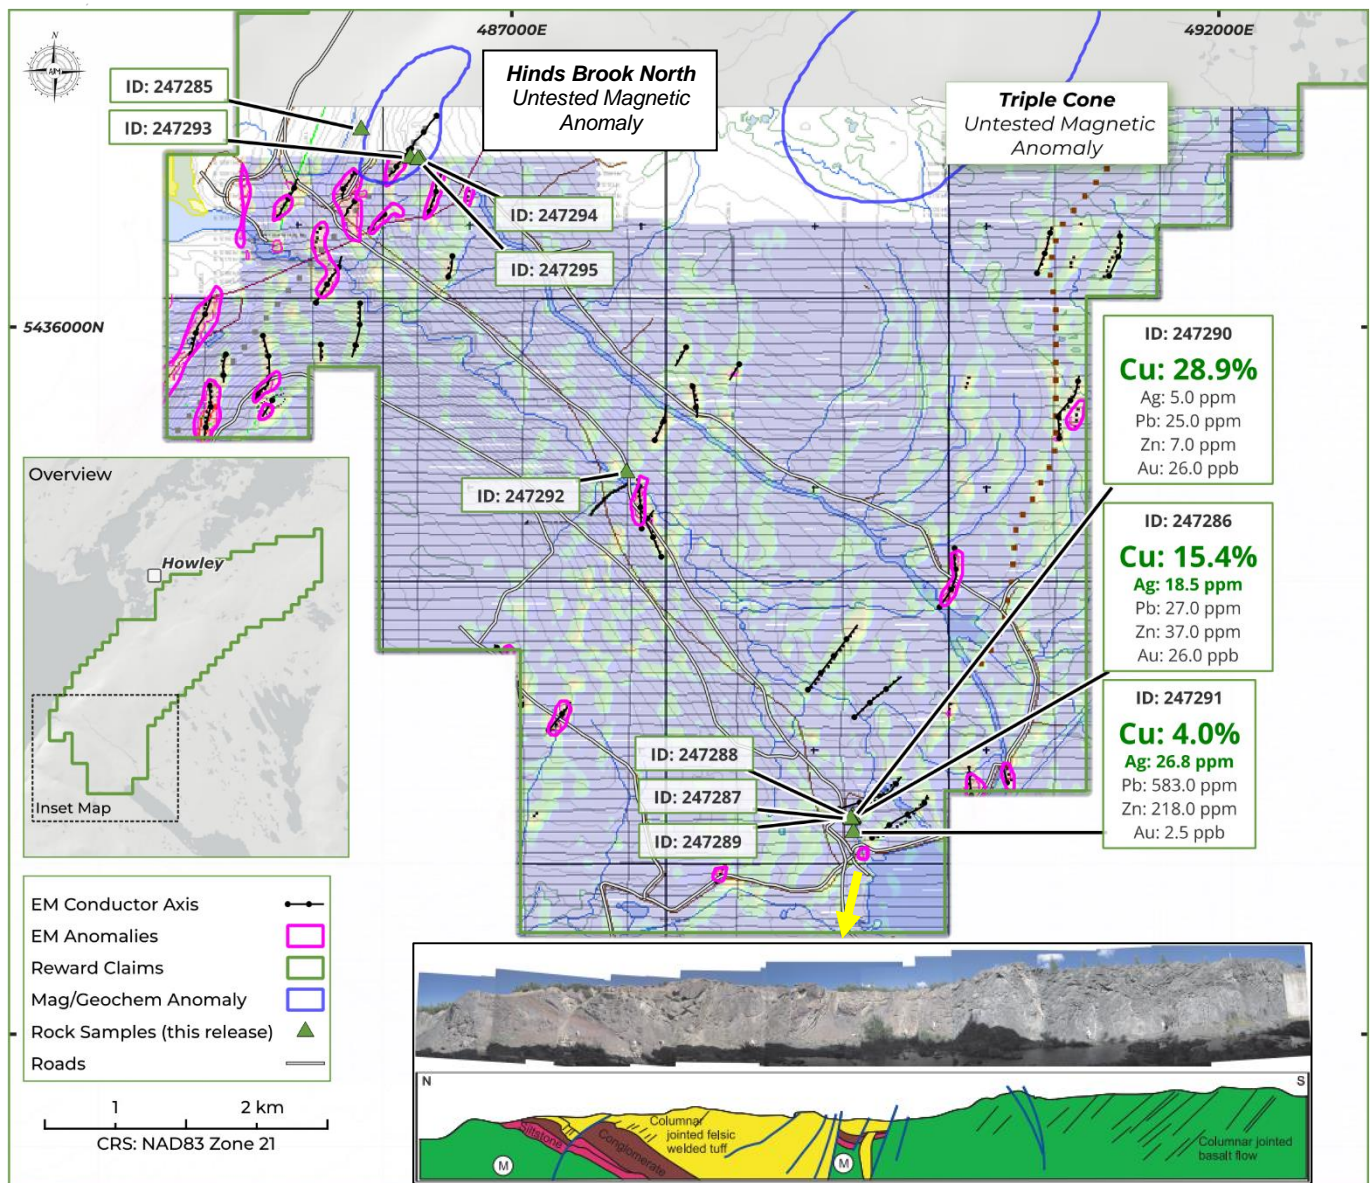 487000E
492000E
N
ID: 247285
ID: 247293
Hinds Brook North
Untested Magnetic
Anomaly
Triple Cone
Untested Magnetic
Anomaly
ID: 247294
ID: 247295
5436000N
ID: 247290
Cu: 28.9%
Ag: 5.0 ppm
Pb: 25.0 ppm
Zn: 7.0 ppm
Au: 26.0 ppb
ID: 247286
Cu: 15.4%
Ag: 18.5 ppm
Pb: 27.0 ppm
Zn: 37.0 ppm
Au: 26.0 ppb
ID: 247291
Cu: 4.0%
Ag: 26.8 ppm
Pb: 583.0 ppm
Zn: 218.0 ppm
Au: 2.5 ppb
ID: 247292
Overview
Howley
Inset Map
ID: 247288
ID: 247287
ID: 247289
EM Conductor Axis
EM Anomalies
Reward Claims
Mag/Geochem Anomaly
Rock Samples (this release)
Roads
1
2 km
CRS: NAD83 Zone 21
N
S
Siltstone
Conglomerate
Columnar
jointed felsic
welded tuff
M
M
Columnar jointed
basalt flow